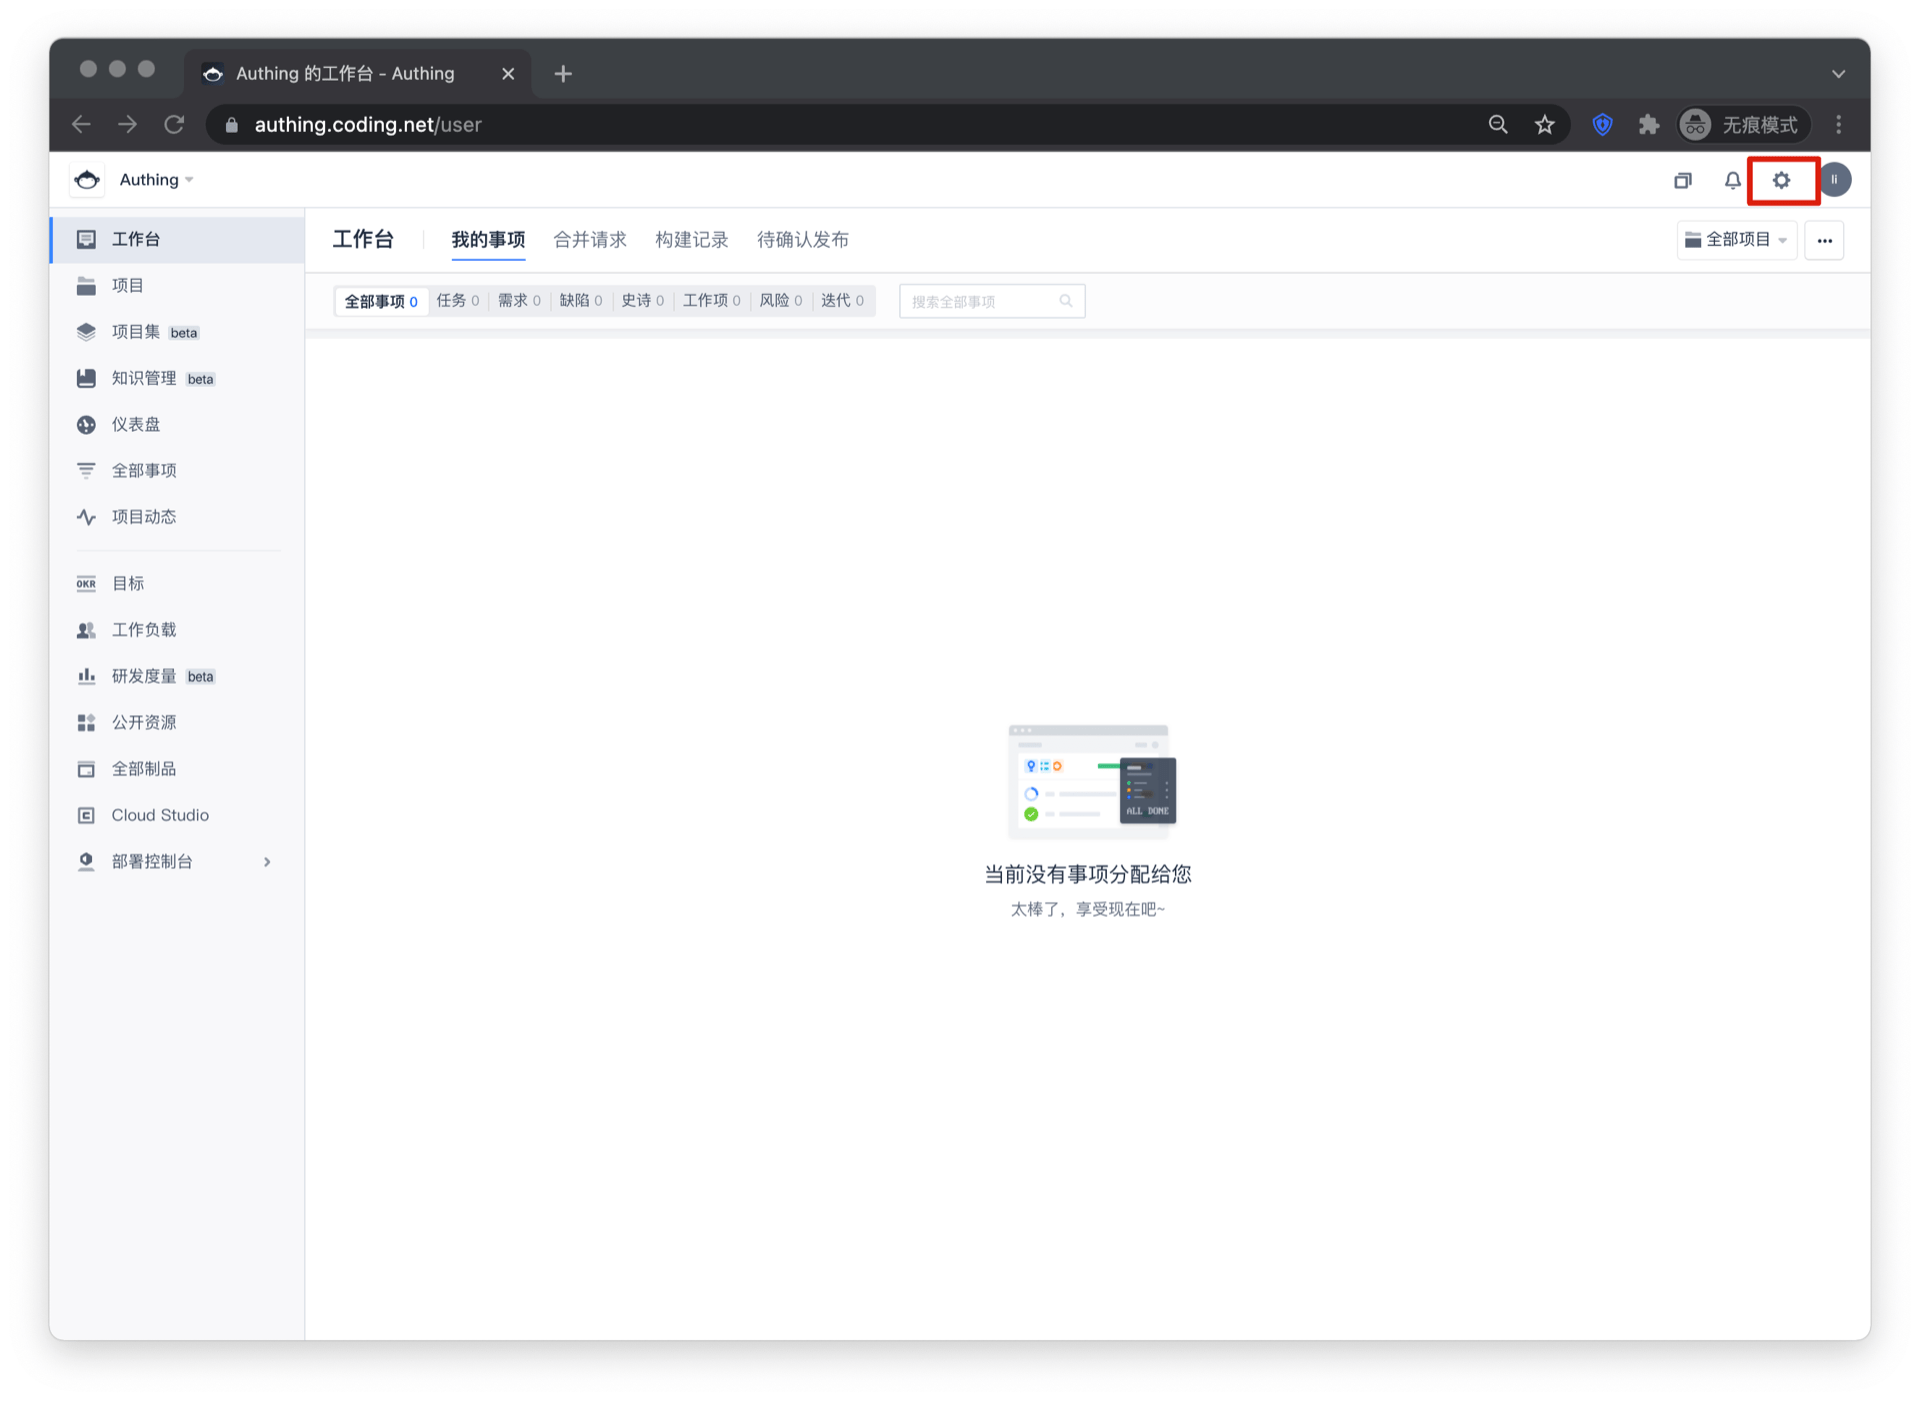 Authing 的工作台 - Authing
authing.coding.net/user
无痕模式
Authing
li
工作台
项目
项目集 beta
知识管理 beta
仪表盘
全部事项
项目动态
OKR 目标
工作负载
研发度量 beta
公开资源
全部制品
Cloud Studio
部署控制台
工作台 我的事项 合并请求 构建记录 待确认发布
全部项目
全部事项 0 任务 0 需求 0 缺陷 0 史诗 0 工作项 0 风险 0 迭代 0
搜索全部事项
ALL DONE
当前没有事项分配给您
太棒了，享受现在吧~